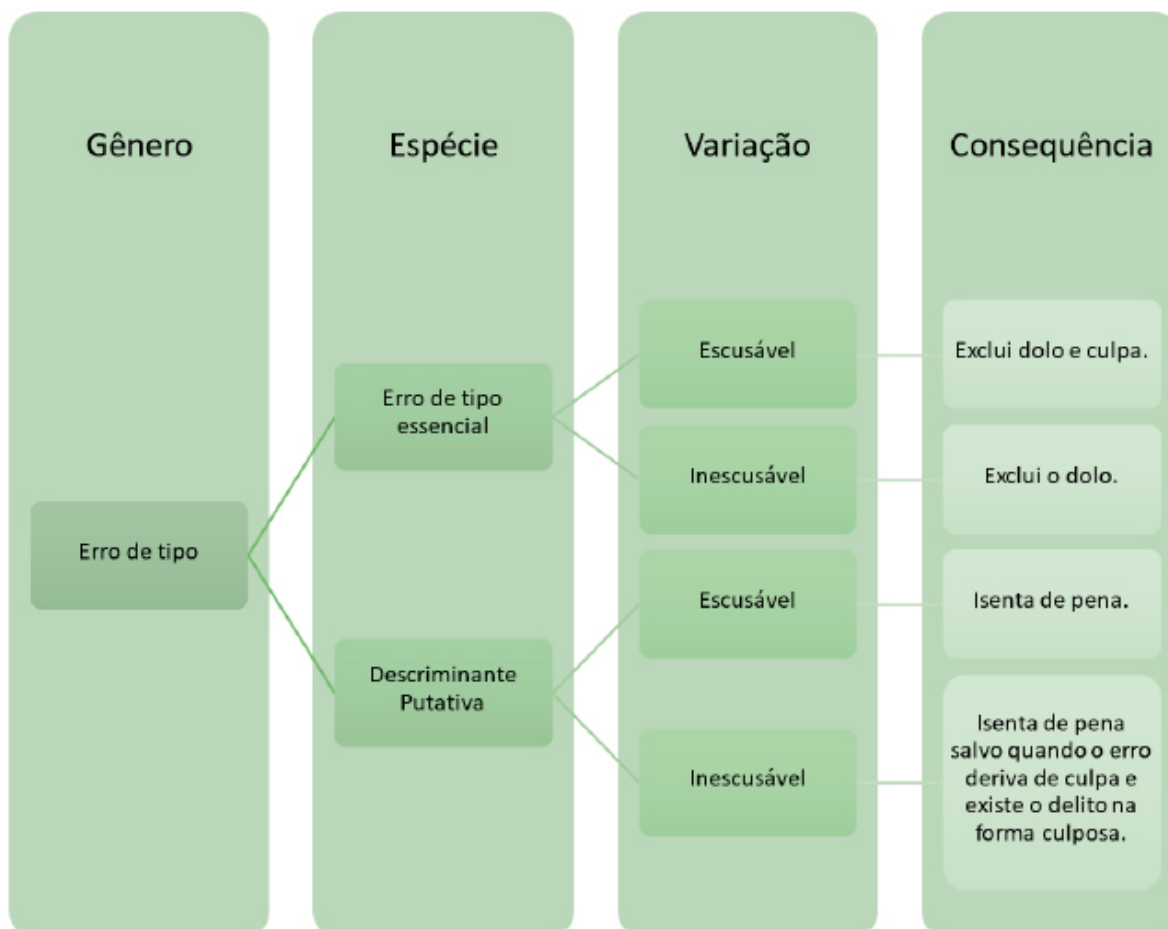 Gênero
Espécie
Variação
Consequência
Erro de tipo
Erro de tipo
essencial
Descriminante
Putativa
Escusável
Inescusável
Escusável
Inescusável
Exclui dolo e culpa.
Exclui o dolo.
Isenta de pena.
Isenta de pena
salvo quando o erro
deriva de culpa e
existe o delito na
forma culposa.